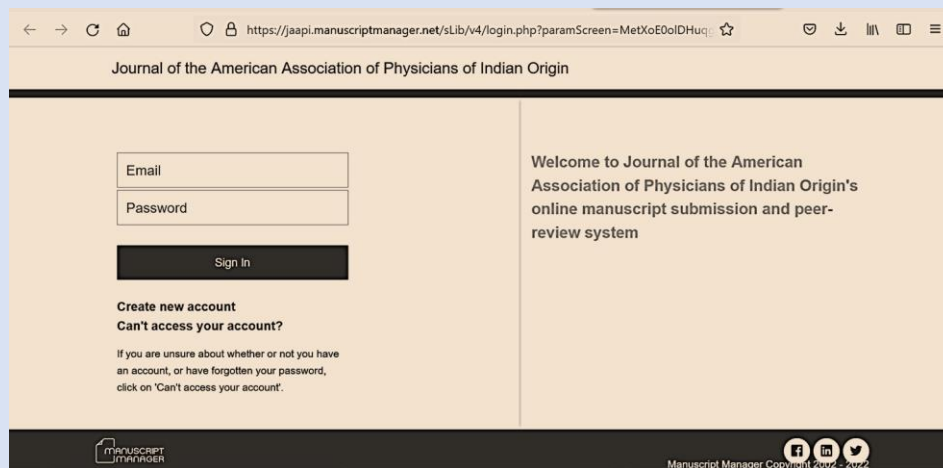 https://jaapi.manuscriptmanager.net/sLib/v4/login.php?paramScreen=MetXoE0olDHuq
Journal of the American Association of Physicians of Indian Origin
Email
Password
Sign In
Create new account
Can't access your account?
If you are unsure about whether or not you have
an account, or have forgotten your password,
click on 'Can't access your account'.
Welcome to Journal of the American
Association of Physicians of Indian Origin's
online manuscript submission and peer-
review system
MANUSCRIPT
MANAGER
Manuscript Manager Copyright 2002 - 2022